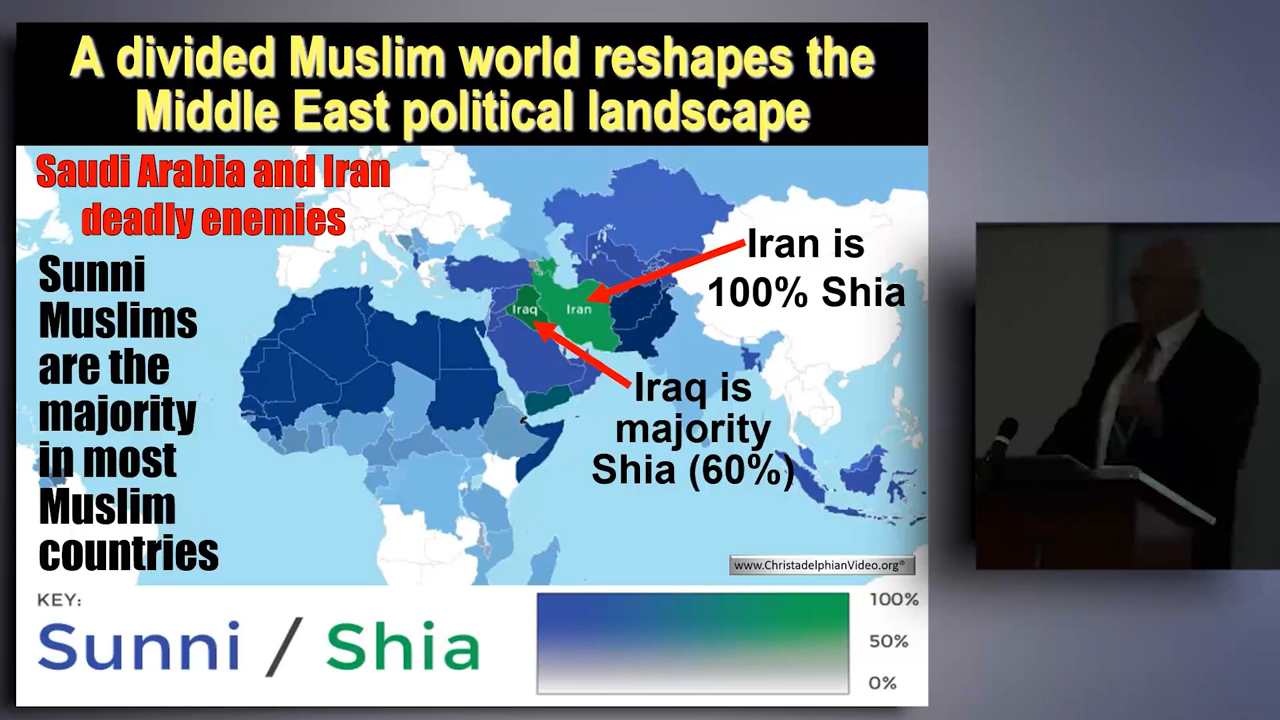 A divided Muslim world reshapes the
Middle East political landscape
Saudi Arabia and Iran
deadly enemies
Sunni
Muslims
are the
majority
in most
Muslim
countries
Iran is
100% Shia
Iraq
Iran
Iraq is
majority
Shia (60%)
www.ChristadelphianVideo.org®
KEY:
Sunni / Shia
100%
50%
0%